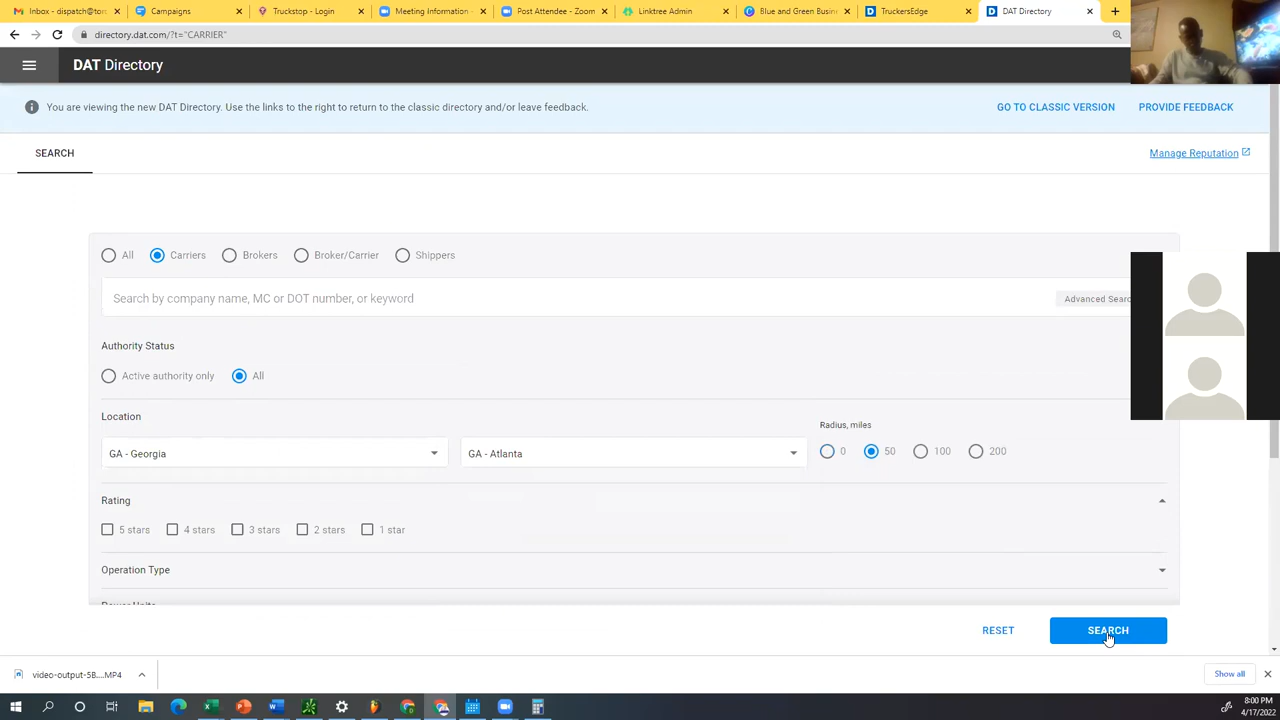 Inbox - dispatch@tor
Campaigns
Truckstop - Login
Meeting Information -
Post Attendee - Zoom
Linktree Admin
Blue and Green Busin
TruckersEdge
DAT Directory
directory.dat.com/?t="CARRIER"
DAT Directory
You are viewing the new DAT Directory. Use the links to the right to return to the classic directory and/or leave feedback.
GO TO CLASSIC VERSION
PROVIDE FEEDBACK
SEARCH
Manage Reputation
All
Carriers
Brokers
Broker/Carrier
Shippers
Search by company name, MC or DOT number, or keyword
Advanced Searc
Authority Status
Active authority only
All
Location
Radius, miles
GA - Georgia
GA - Atlanta
0
50
100
200
Rating
5 stars
4 stars
3 stars
2 stars
1 star
Operation Type
Power Units
RESET
SEARCH
video-output-5B....MP4
Show all
8:00 PM
4/17/2022